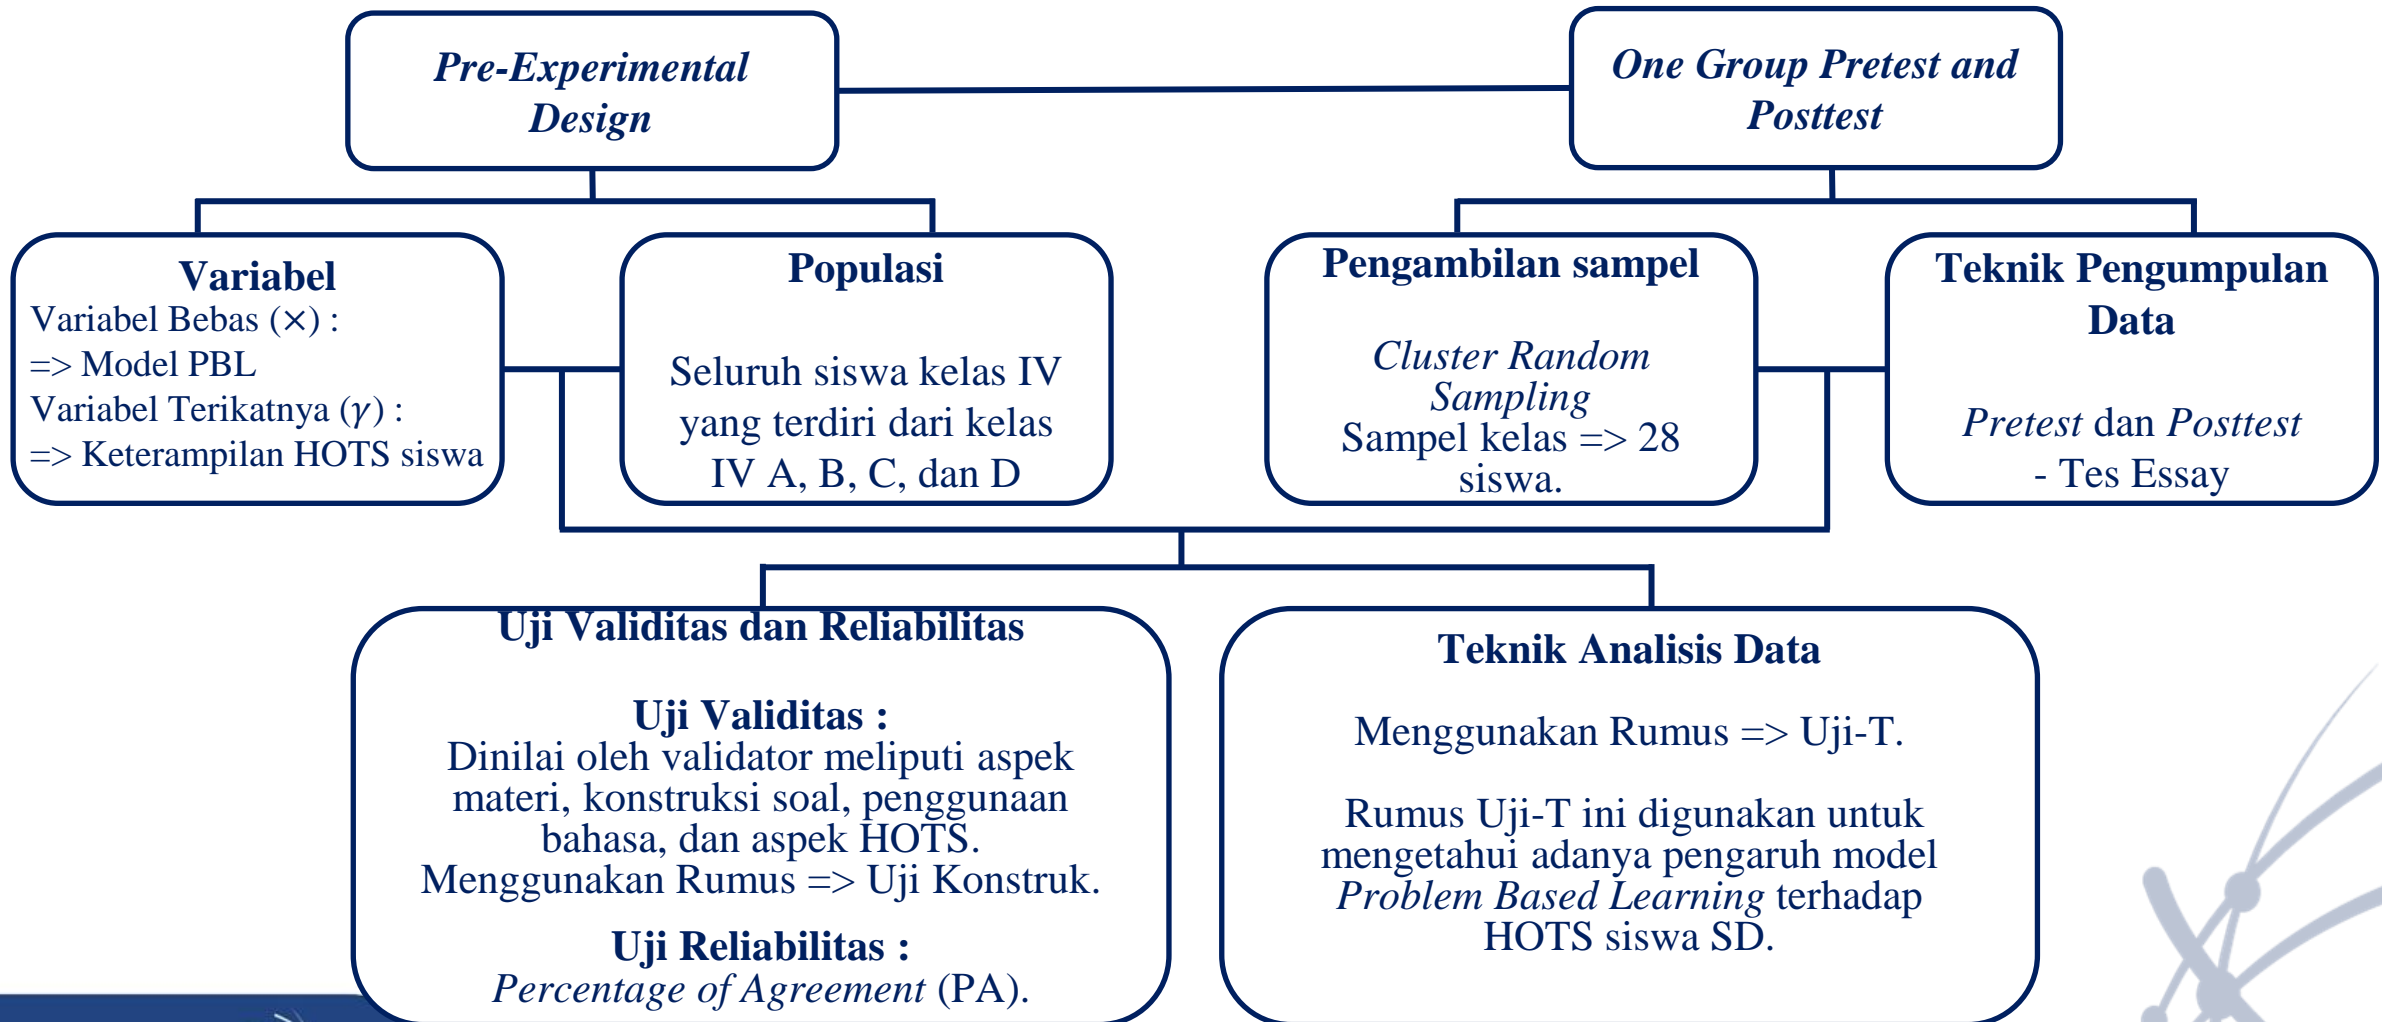 Pre-Experimental
Design
One Group Pretest and
Posttest
Variabel
Variabel Bebas (×) :
=> Model PBL
Variabel Terikatnya (γ) :
=> Keterampilan HOTS siswa
Populasi
Seluruh siswa kelas IV
yang terdiri dari kelas
IV A, B, C, dan D
Pengambilan sampel
Cluster Random
Sampling
Sampel kelas => 28
siswa.
Teknik Pengumpulan
Data
Pretest dan Posttest
- Tes Essay
Uji Validitas dan Reliabilitas
Uji Validitas :
Dinilai oleh validator meliputi aspek
materi, konstruksi soal, penggunaan
bahasa, dan aspek HOTS.
Menggunakan Rumus => Uji Konstruk.
Uji Reliabilitas :
Percentage of Agreement (PA).
Teknik Analisis Data
Menggunakan Rumus => Uji-T.
Rumus Uji-T ini digunakan untuk
mengetahui adanya pengaruh model
Problem Based Learning terhadap
HOTS siswa SD.